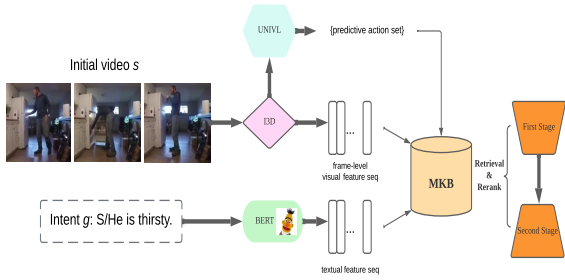 UNIVL
{predictive action set}
Initial video s
I3D
...
frame-level
visual feature seq
First Stage
Retrieval
&
Rerank
MKB
Intent g: S/He is thirsty.
BERT
...
Second Stage
textual feature seq